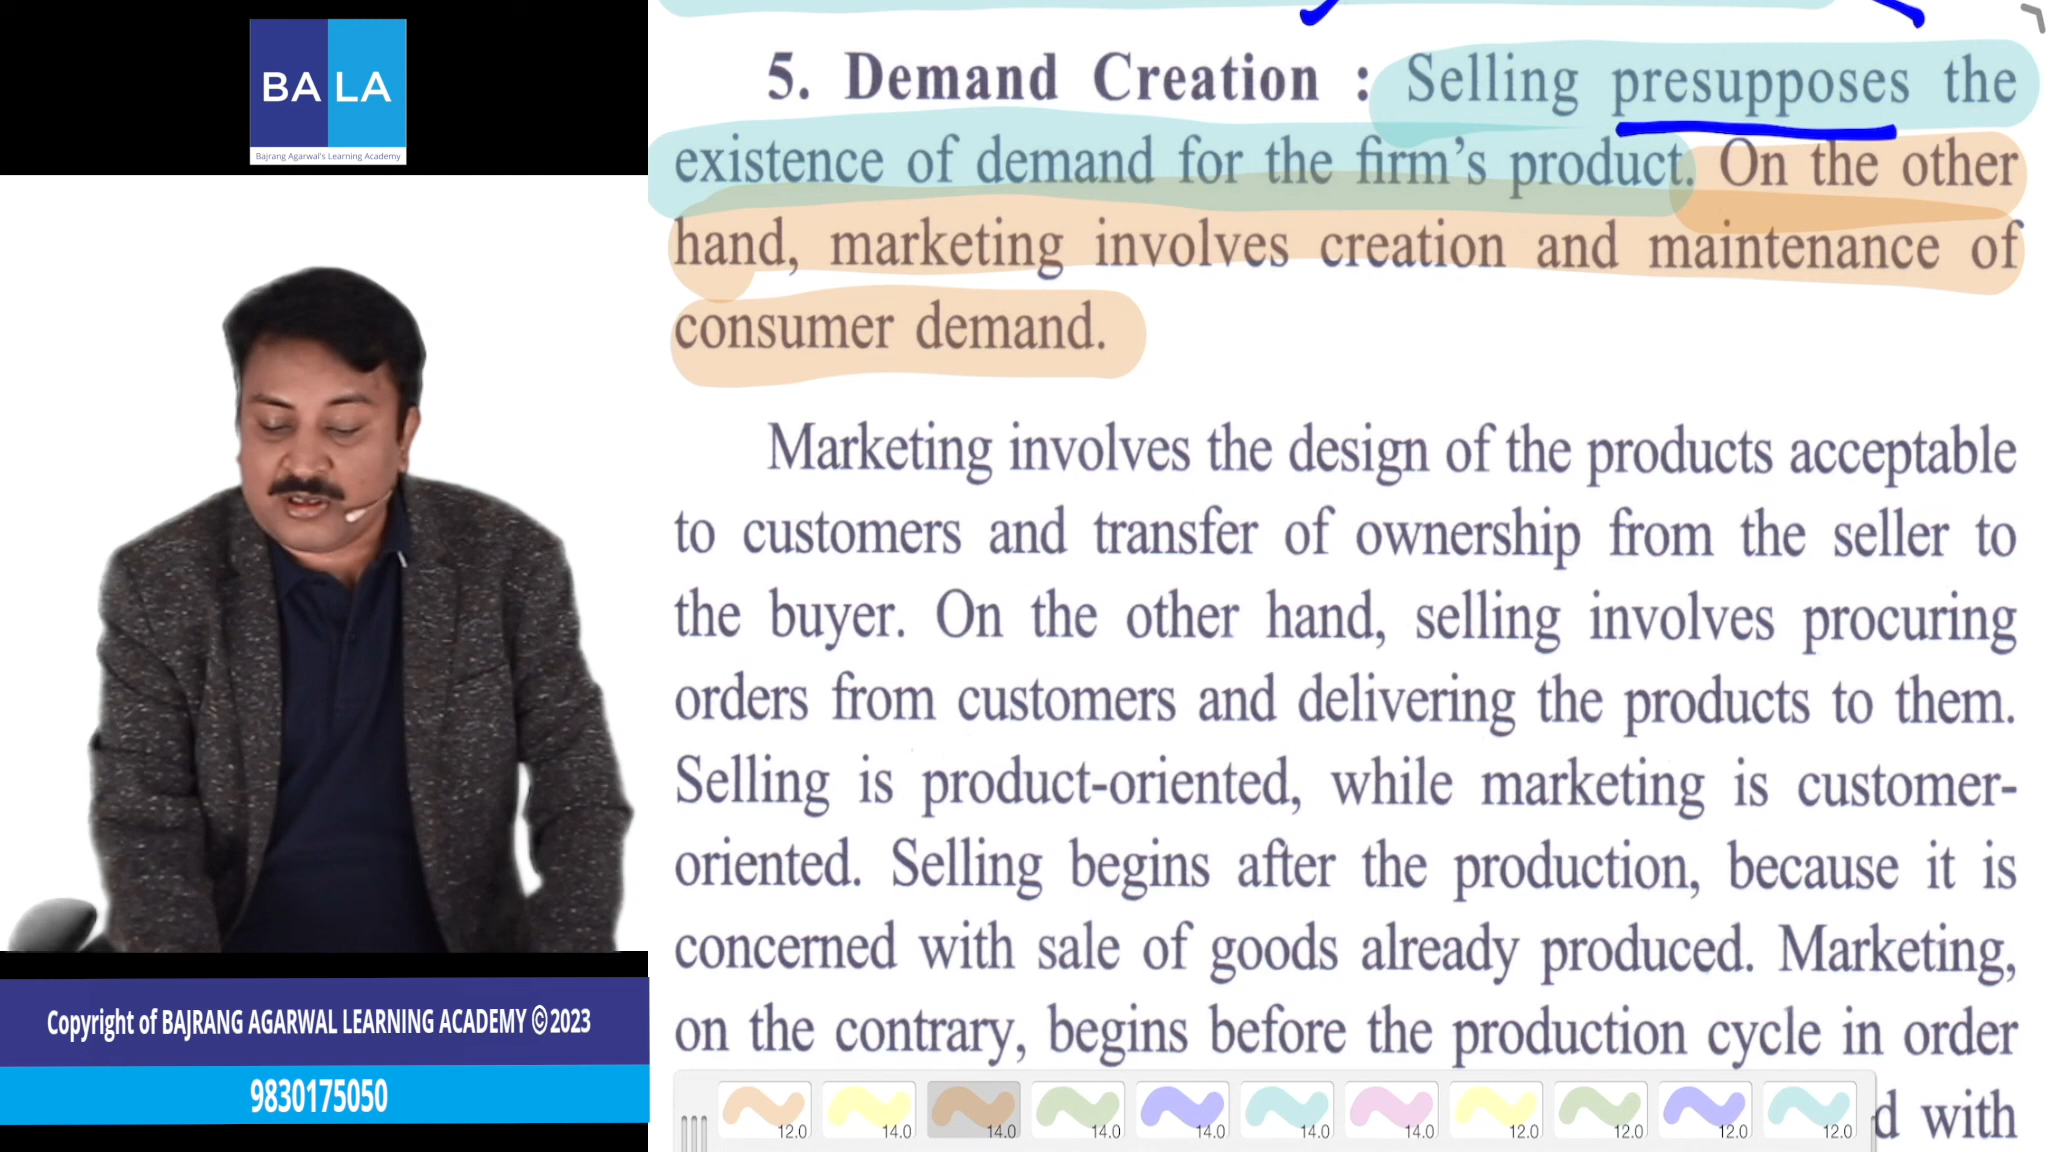 BA LA
Bajrang Agarwal's Learning Academy
5. Demand Creation : Selling presupposes the
existence of demand for the firm's product. On the other
hand, marketing involves creation and maintenance of
consumer demand.
Marketing involves the design of the products acceptable
to customers and transfer of ownership from the seller to
the buyer. On the other hand, selling involves procuring
orders from customers and delivering the products to them.
Selling is product-oriented, while marketing is customer-
oriented. Selling begins after the production, because it is
concerned with sale of goods already produced. Marketing,
on the contrary, begins before the production cycle in order
with
12.0 14.0 14.0 14.0 14.0 14.0 14.0 12.0 12.0 12.0 12.0
Copyright of BAJRANG AGARWAL LEARNING ACADEMY ©2023
9830175050